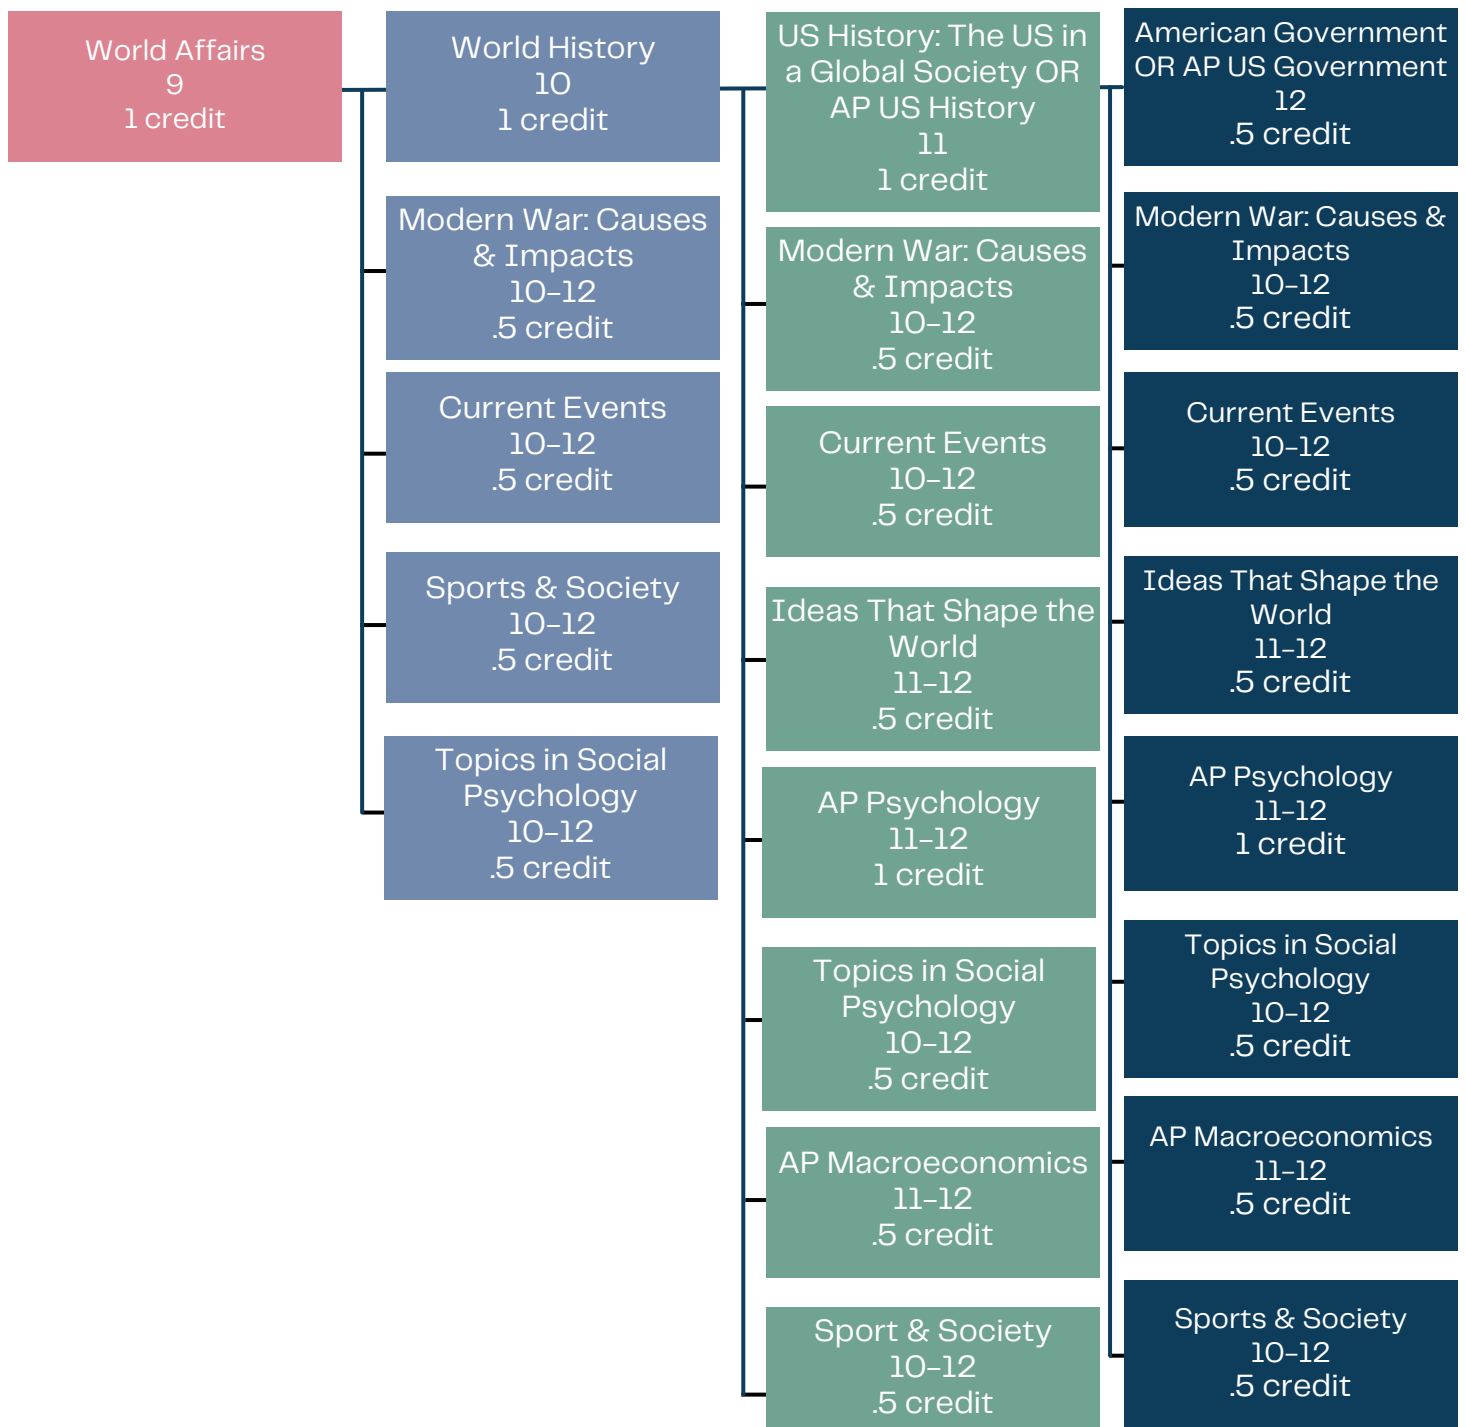 World Affairs
9
1 credit
World History
10
1 credit
Modern War: Causes
& Impacts
10-12
.5 credit
Current Events
10-12
.5 credit
Sports & Society
10-12
.5 credit
Topics in Social
Psychology
10-12
.5 credit
US History: The US in
a Global Society OR
AP US History
11
1 credit
Modern War: Causes
& Impacts
10-12
.5 credit
Current Events
10-12
.5 credit
Ideas That Shape the
World
11-12
.5 credit
AP Psychology
11-12
1 credit
Topics in Social
Psychology
10-12
.5 credit
AP Macroeconomics
11-12
.5 credit
Sport & Society
10-12
.5 credit
American Government
OR AP US Government
12
.5 credit
Modern War: Causes &
Impacts
10-12
.5 credit
Current Events
10-12
.5 credit
Ideas That Shape the
World
11-12
.5 credit
AP Psychology
11-12
1 credit
Topics in Social
Psychology
10-12
.5 credit
AP Macroeconomics
11-12
.5 credit
Sports & Society
10-12
.5 credit